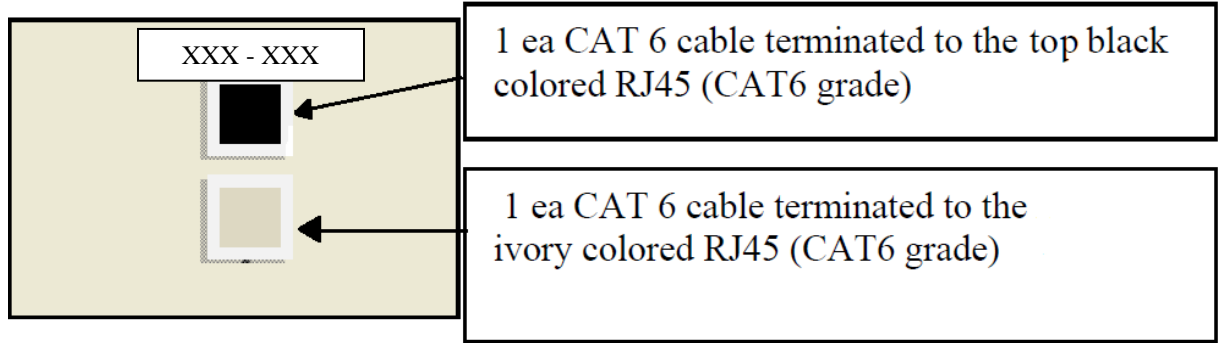 XXX - XXX
1 ea CAT 6 cable terminated to the top black
colored RJ45 (CAT6 grade)
1 ea CAT 6 cable terminated to the
ivory colored RJ45 (CAT6 grade)